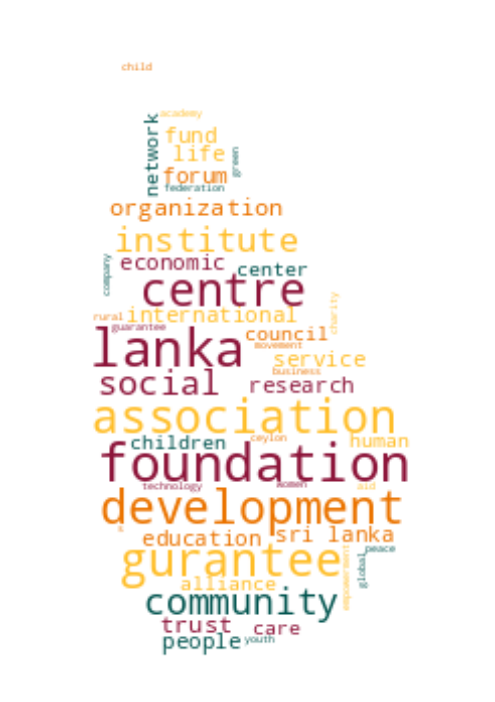 child
academy
network
fund
life
green
forum
federation
organization
institute
economic
center
company
centre
charity
rural
international
guarantee
council
lanka
movement
service
business
social
research
association
children
ceylon
human
foundation
technology
women
aid
development
education
sri lanka
peace
gurantee
global
empowerment
alliance
community
trust
care
people
youth